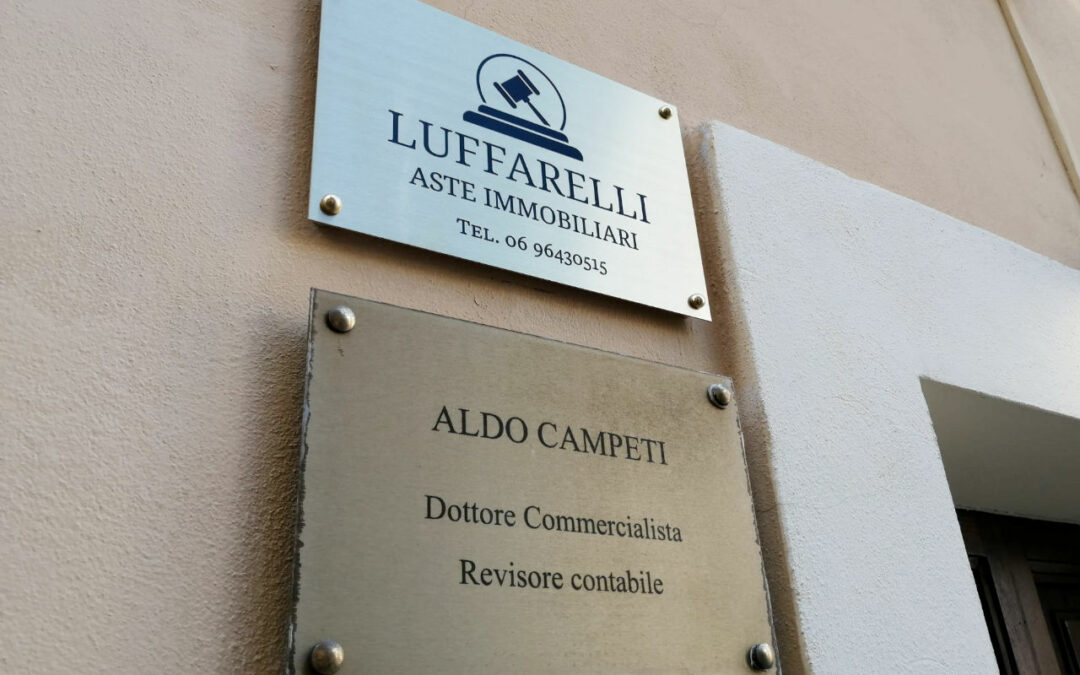 LUFFARELLI
ASTE IMMOBILIARI
TEL. 06 96430515
ALDO CAMPETI
Dottore Commercialista
Revisore contabile